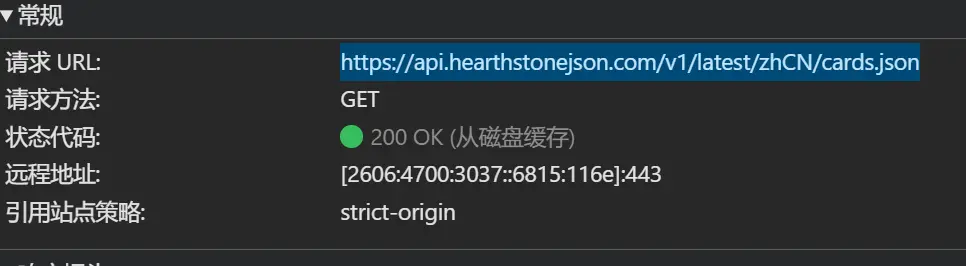 ▼常规
请求 URL: https://api.hearthstonejson.com/v1/latest/zhCN/cards.json
请求方法: GET
状态代码: 200 OK (从磁盘缓存)
远程地址: [2606:4700:3037::6815:116e]:443
引用站点策略: strict-origin